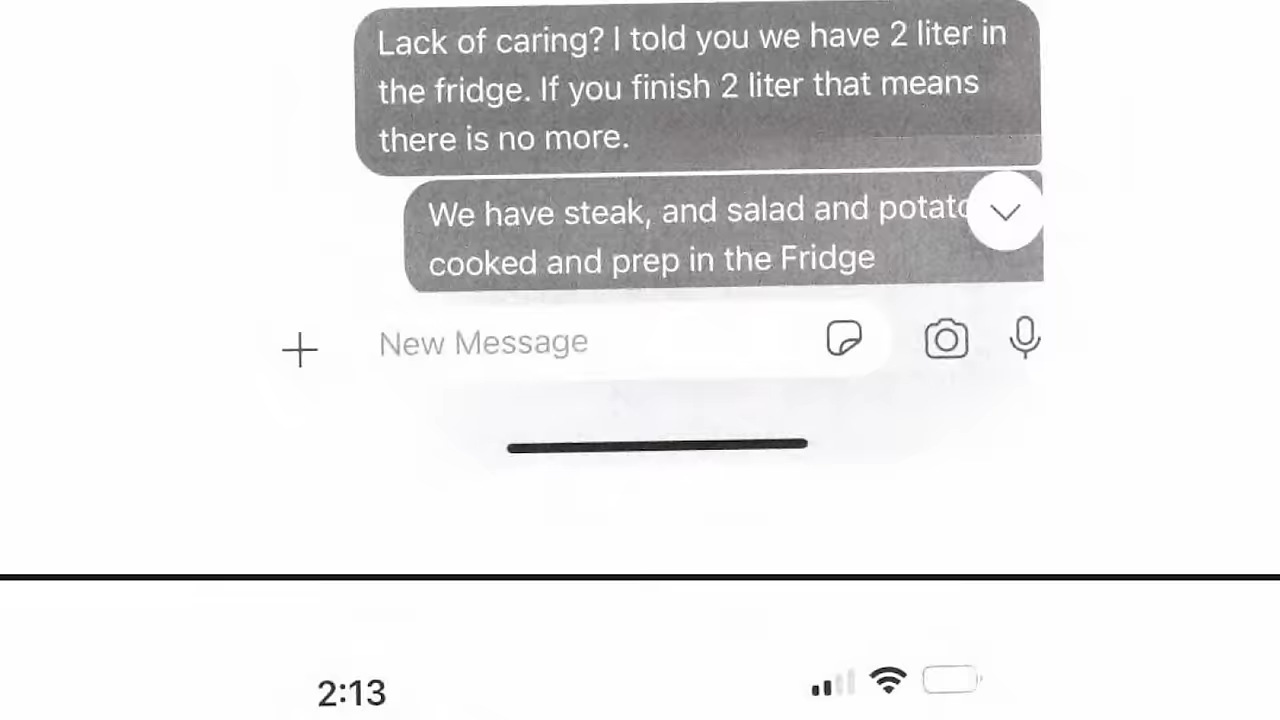 Lack of caring? I told you we have 2 liter in
the fridge. If you finish 2 liter that means
there is no more.
We have steak, and salad and potato
cooked and prep in the Fridge
New Message
2:13